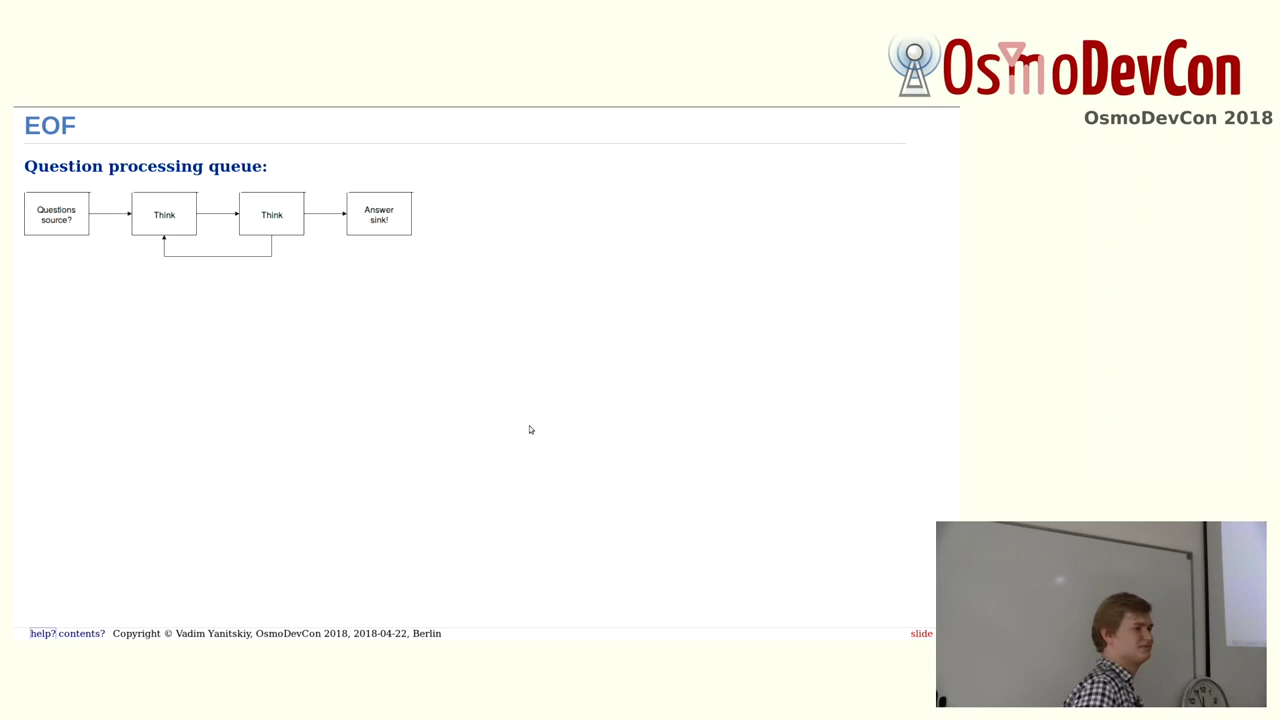 OsmoDevCon
OsmoDevCon 2018
EOF
Question processing queue:
Questions
source?
Think
Think
Answer
sink!
help? contents? Copyright © Vadim Yanitskiy, OsmoDevCon 2018, 2018-04-22, Berlin
slide